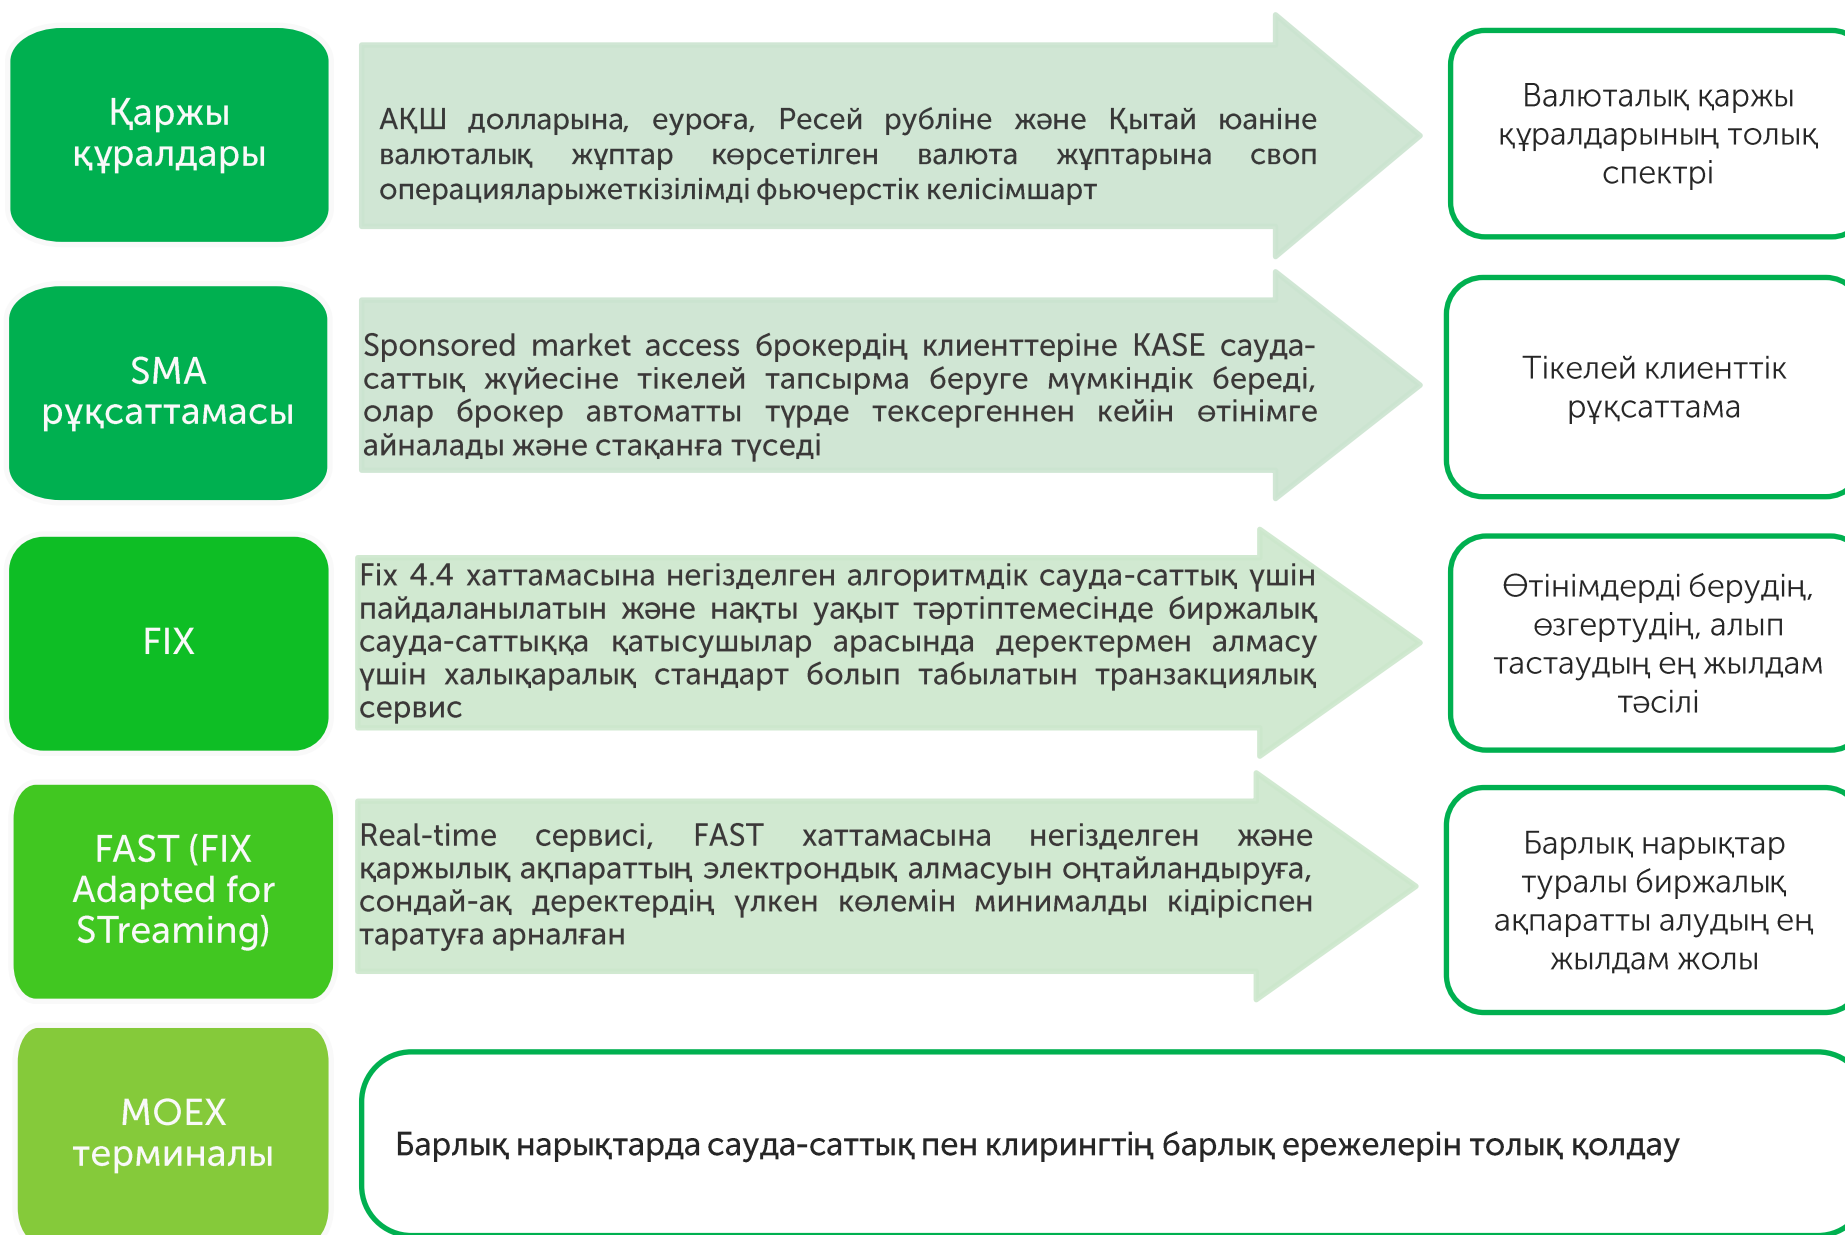 Қаржы
құралдары
АҚШ долларына, еуроға, Ресей рубліне және Қытай юаніне
валюталық жұптар көрсетілген валюта жұптарына своп
операцияларыжеткізілімді фьючерстік келісімшарт
Валюталық қаржы
құралдарының толық
спектрі
SMA
рұқсаттамасы
Sponsored market access брокердің клиенттеріне KASE сауда-
саттық жүйесіне тікелей тапсырма беруге мүмкіндік береді,
олар брокер автоматты түрде тексергеннен кейін өтінімге
айналады және стақанға түседі
Тікелей клиенттік
рұқсаттама
FIX
Fix 4.4 хаттамасына негізделген алгоритмдік сауда-саттық үшін
пайдаланылатын және нақты уақыт тәртіптемесінде биржалық
сауда-саттыққа қатысушылар арасында деректермен алмасу
үшін халықаралық стандарт болып табылатын транзакциялық
сервис
Өтінімдерді берудің,
өзгертудің, алып
тастаудың ең жылдам
тәсілі
FAST (FIX
Adapted for
STreaming)
Real-time сервисі, FAST хаттамасына негізделген және
қаржылық ақпараттың электрондық алмасуын оңтайландыруға,
сондай-ақ деректердің үлкен көлемін минималды кідіріспен
таратуға арналған
Барлық нарықтар
туралы биржалық
ақпаратты алудың ең
жылдам жолы
MOEX
терминалы
Барлық нарықтарда сауда-саттық пен клирингтің барлық ережелерін толық қолдау